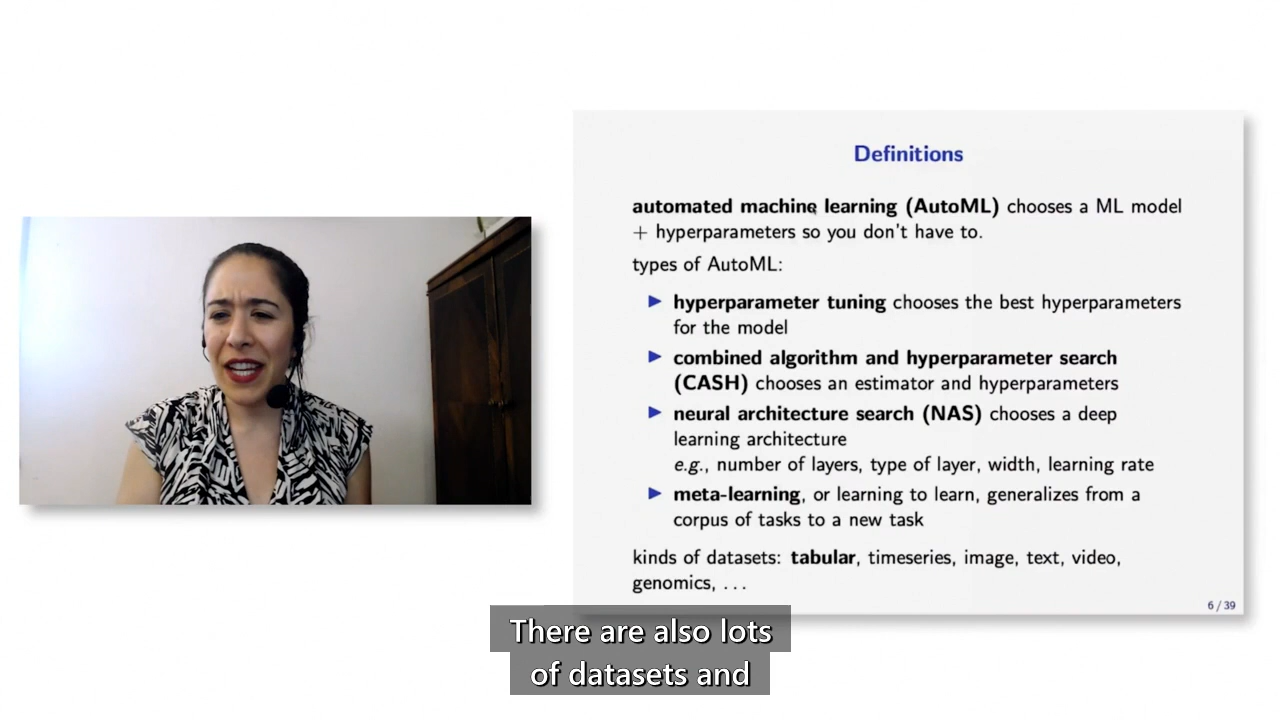 Definitions
automated machine learning (AutoML) chooses a ML model
+ hyperparameters so you don't have to.
types of AutoML:
▶ hyperparameter tuning chooses the best hyperparameters
for the model
▶ combined algorithm and hyperparameter search
(CASH) chooses an estimator and hyperparameters
▶ neural architecture search (NAS) chooses a deep
learning architecture
e.g., number of layers, type of layer, width, learning rate
▶ meta-learning, or learning to learn, generalizes from a
corpus of tasks to a new task
kinds of datasets: tabular, timeseries, image, text, video,
genomics, ...
6 / 39
There are also lots
of datasets and